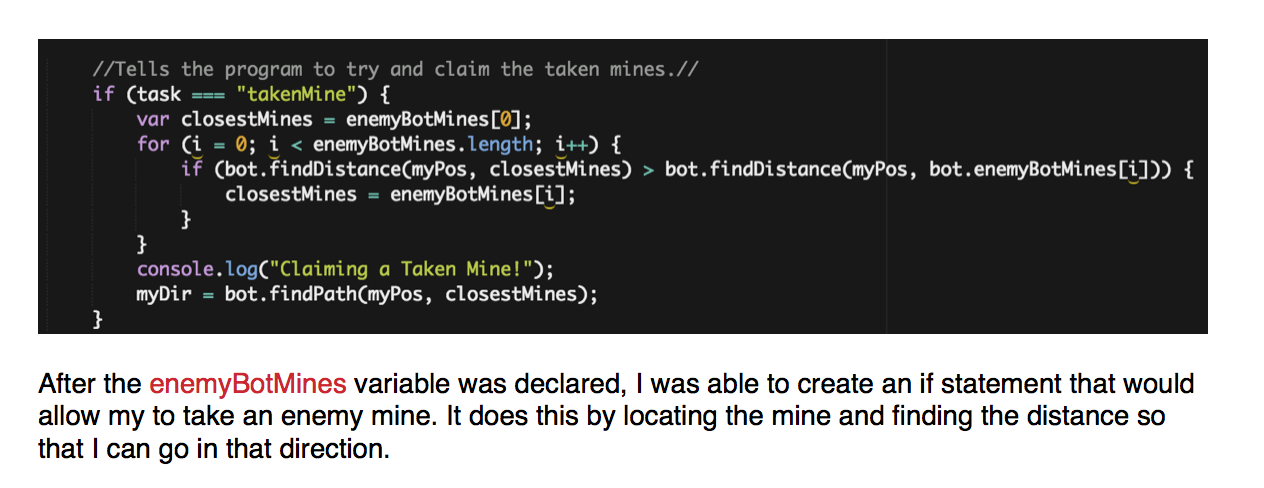 //Tells the program to try and claim the taken mines.//
if (task === "takenMine") {
var closestMines = enemyBotMines[0];
for (i = 0; i < enemyBotMines.length; i++) {
if (bot.findDistance(myPos, closestMines) > bot.findDistance(myPos, bot.enemyBotMines[i])) {
closestMines = enemyBotMines[i];
}
}
console.log("Claiming a Taken Mine!");
myDir = bot.findPath(myPos, closestMines);
}
After the enemyBotMines variable was declared, I was able to create an if statement that would
allow my to take an enemy mine. It does this by locating the mine and finding the distance so
that I can go in that direction.